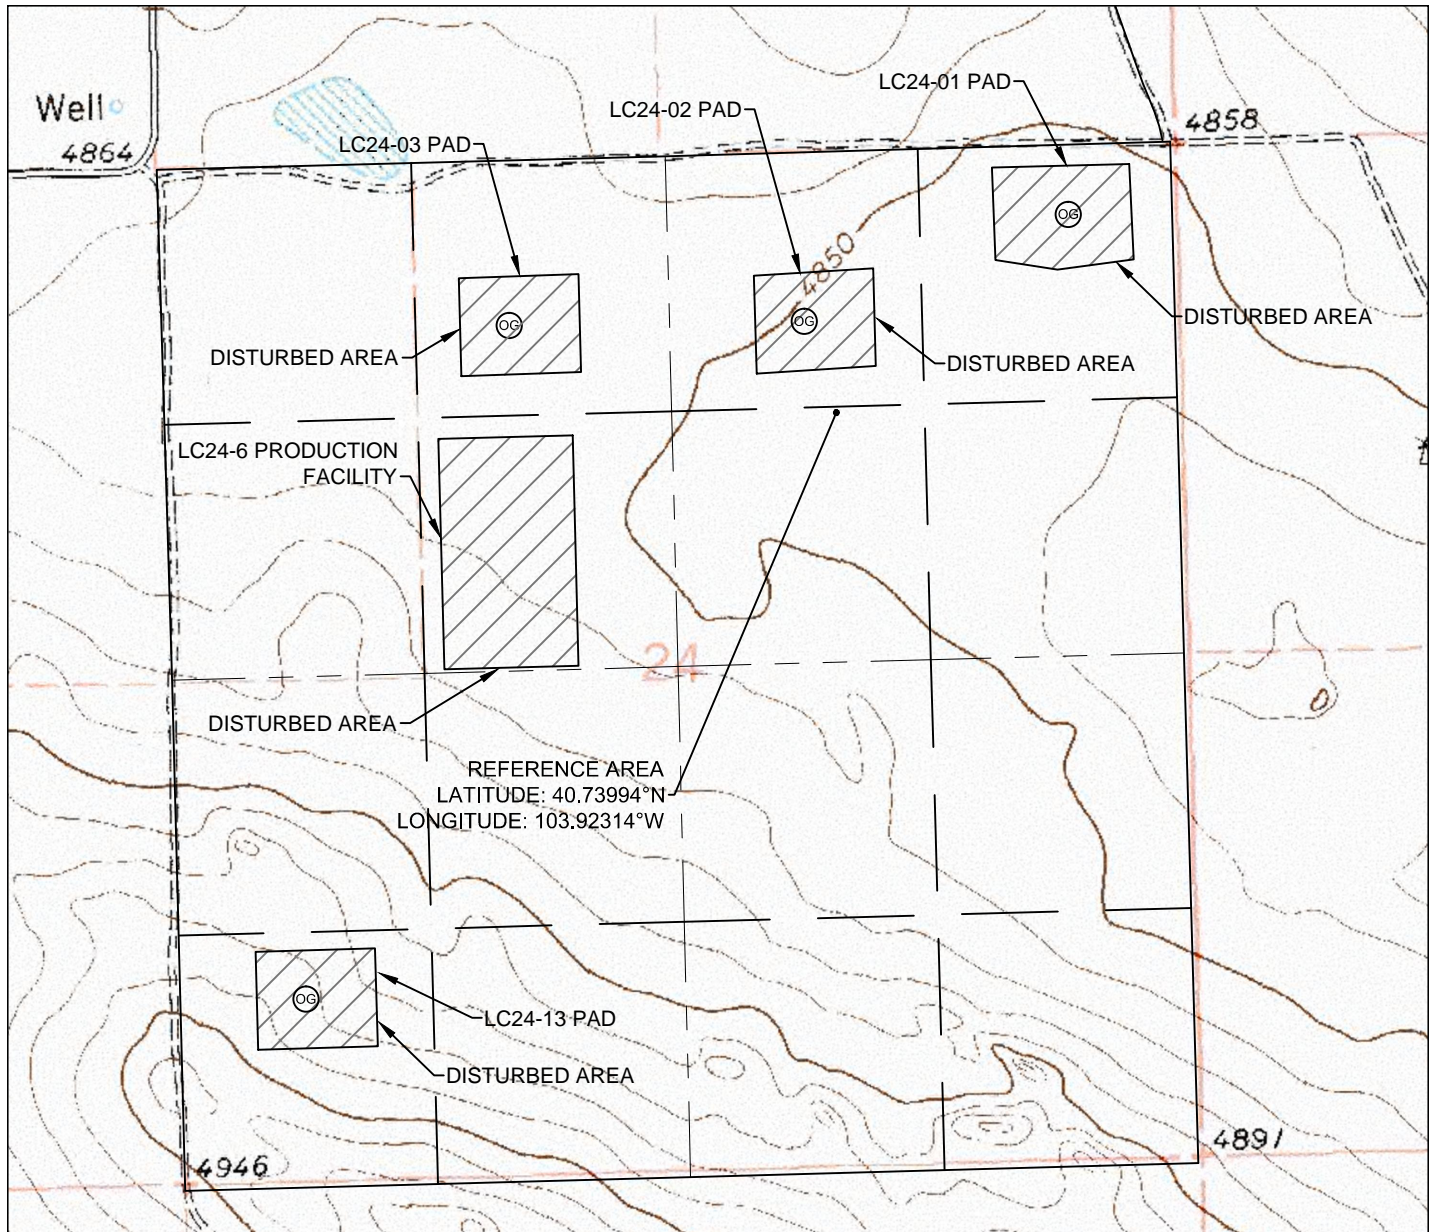 LC24-01 PAD
Well
LC24-02 PAD
4858
4864
LC24-03 PAD
OG
4850
DISTURBED AREA
OG
OG
DISTURBED AREA
DISTURBED AREA
LC24-6 PRODUCTION
FACILITY
24
DISTURBED AREA
REFERENCE AREA
LATITUDE: 40.73994°N
LONGITUDE: 103.92314°W
OG
LC24-13 PAD
DISTURBED AREA
4891
4946